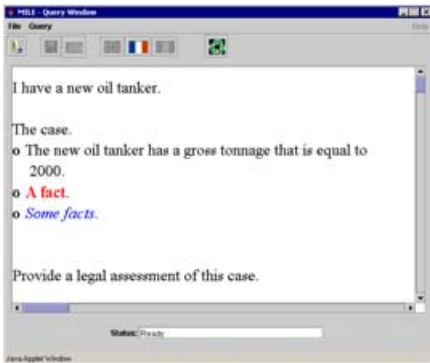 MILE - Query Window
File Query Help
I have a new oil tanker.
The case.
o The new oil tanker has a gross tonnage that is equal to
2000.
o A fact.
o Some facts.
Provide a legal assessment of this case.
Status: Ready
Java Applet Window